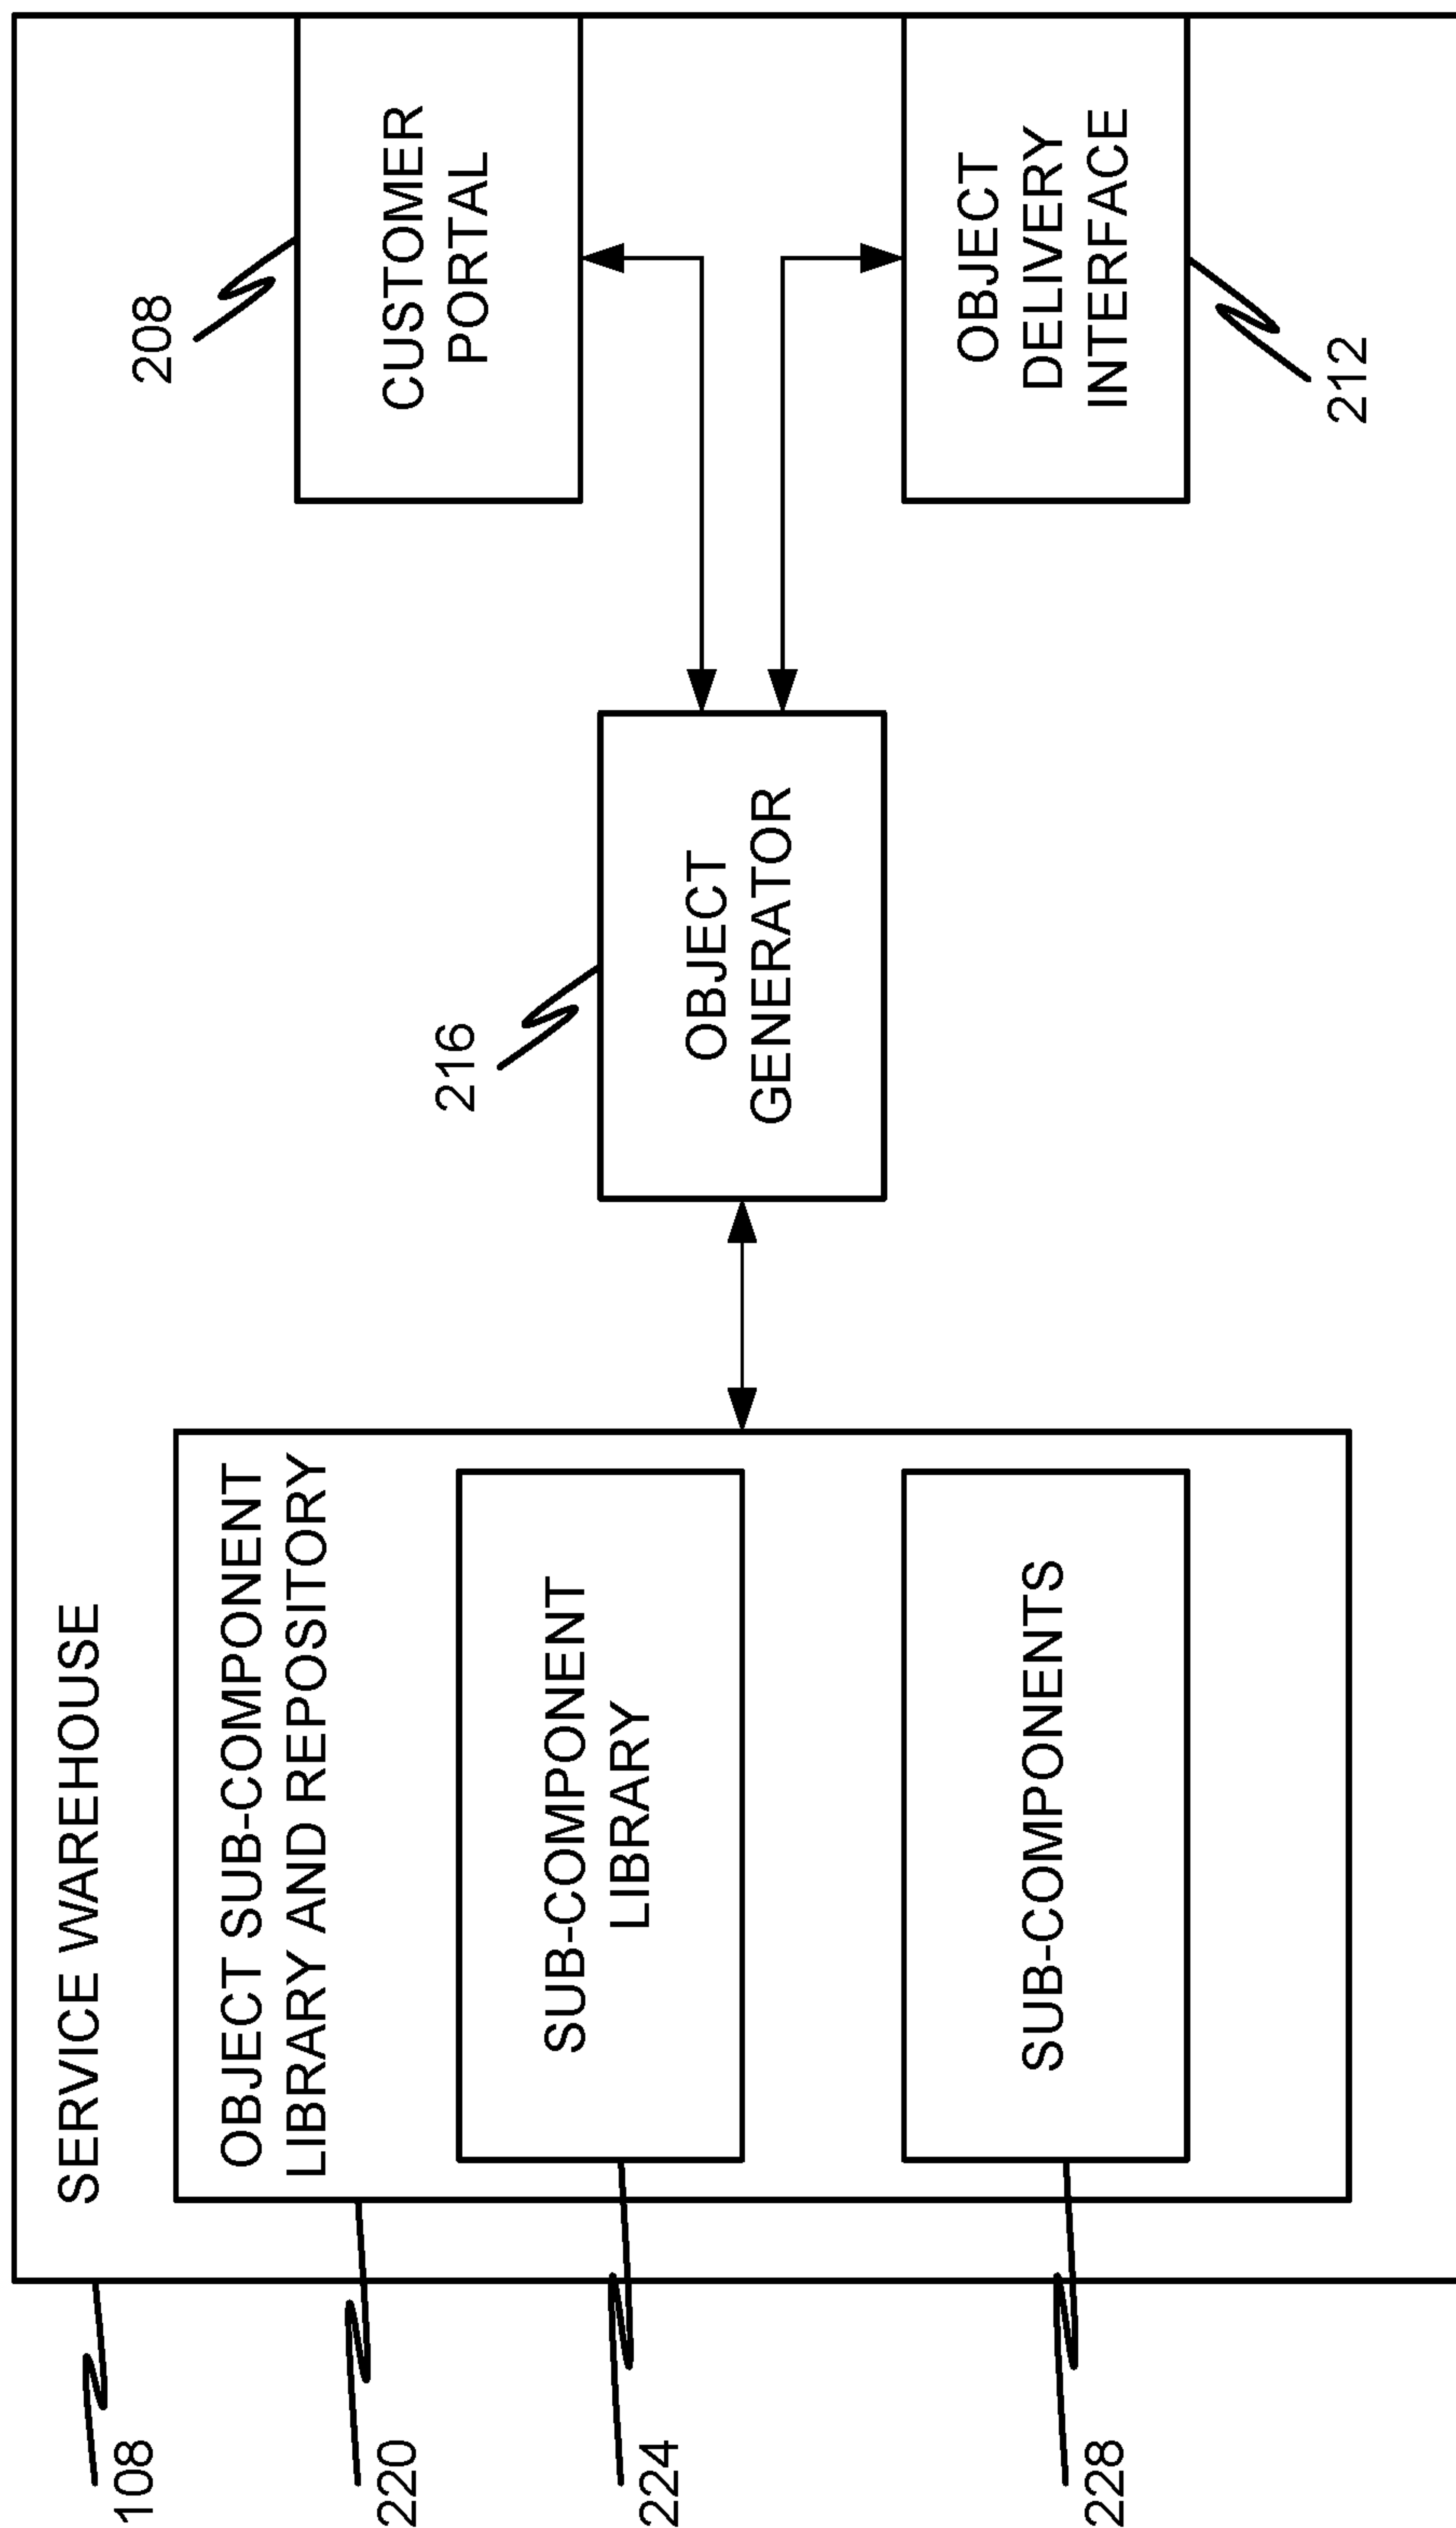 108
SERVICE WAREHOUSE
220
OBJECT SUB-COMPONENT
LIBRARY AND REPOSITORY
224
SUB-COMPONENT
LIBRARY
228
SUB-COMPONENTS
216
OBJECT
GENERATOR
208
CUSTOMER
PORTAL
OBJECT
DELIVERY
INTERFACE
212